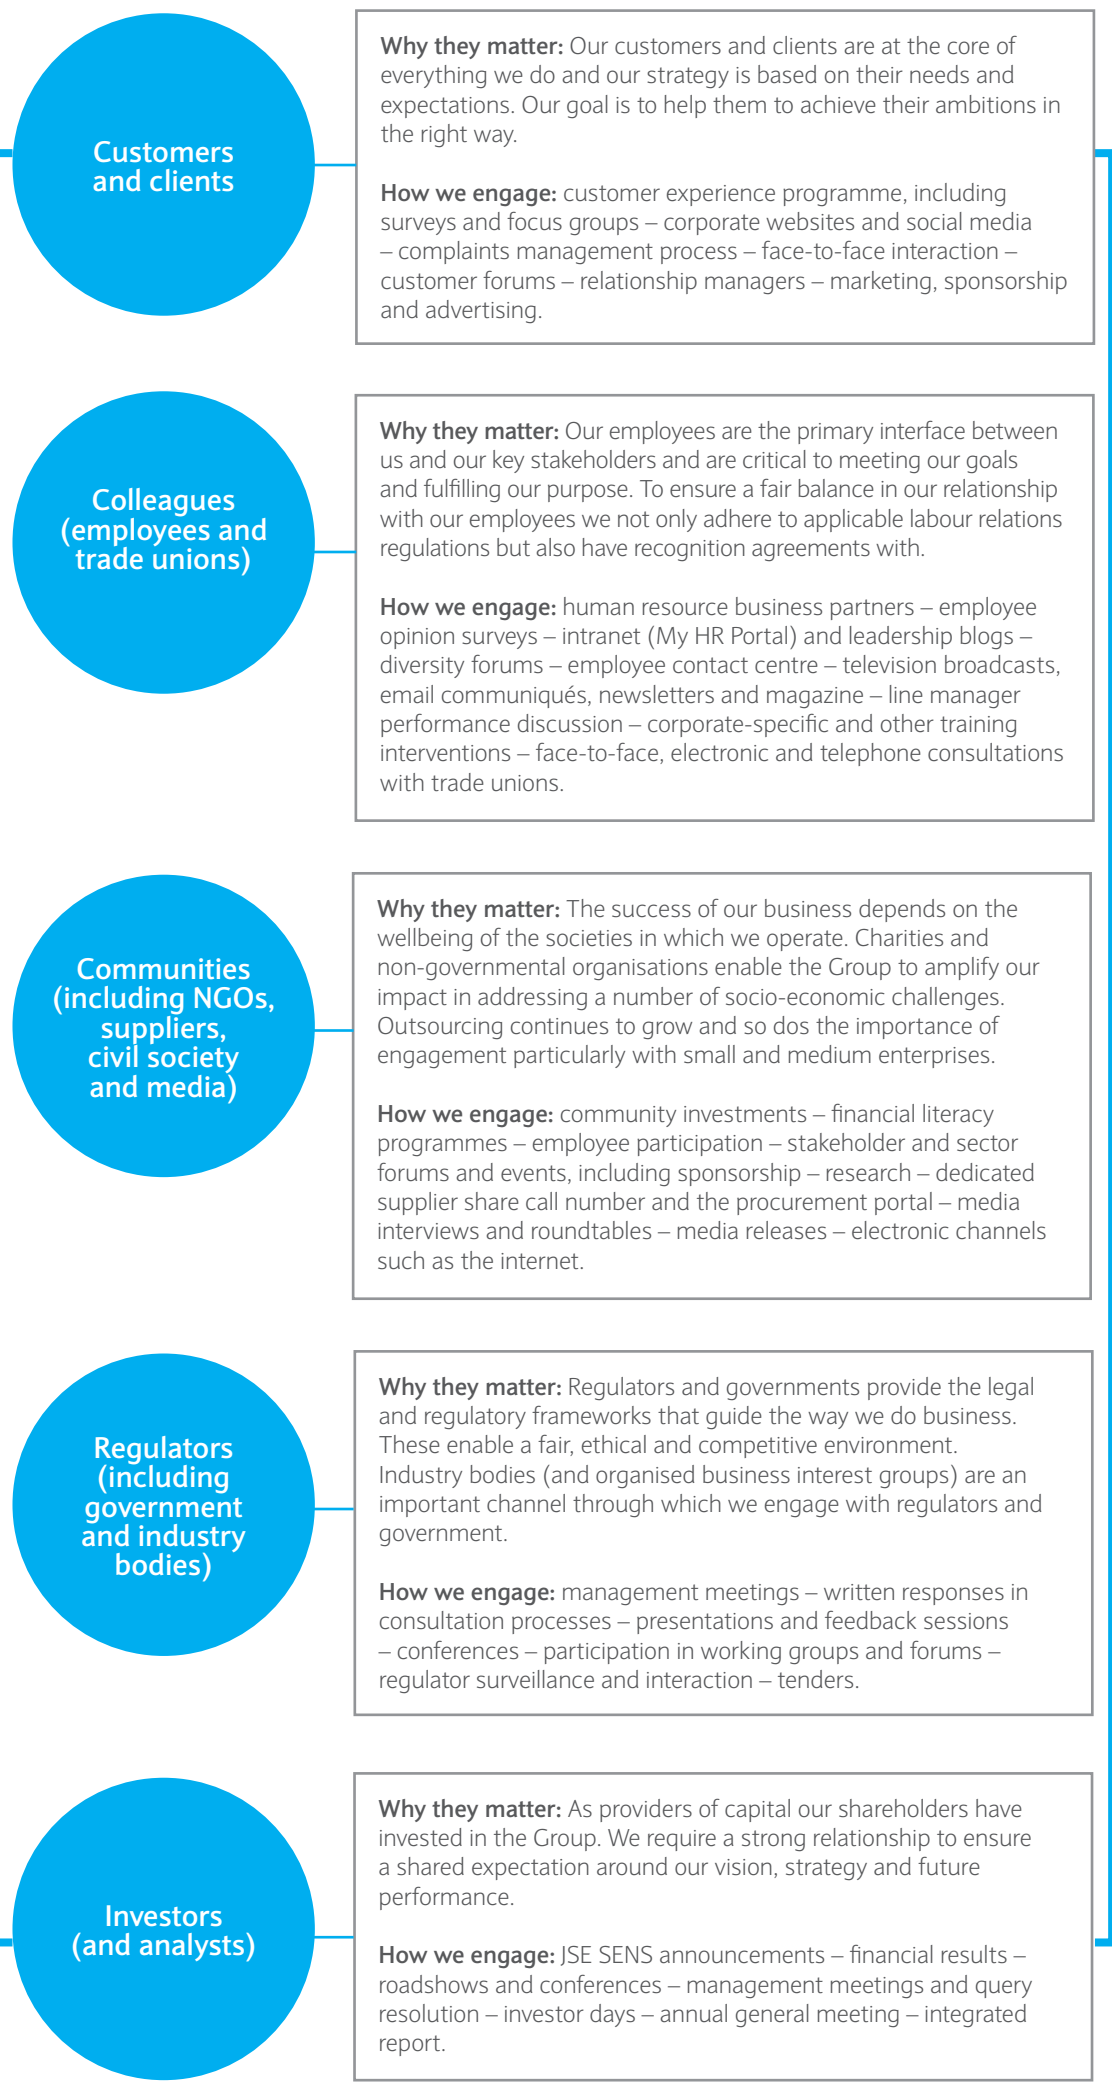 Customers
and clients
Why they matter: Our customers and clients are at the core of
everything we do and our strategy is based on their needs and
expectations. Our goal is to help them to achieve their ambitions in
the right way.
How we engage: customer experience programme, including
surveys and focus groups – corporate websites and social media
– complaints management process – face-to-face interaction –
customer forums – relationship managers – marketing, sponsorship
and advertising.
Colleagues
(employees and
trade unions)
Why they matter: Our employees are the primary interface between
us and our key stakeholders and are critical to meeting our goals
and fulfilling our purpose. To ensure a fair balance in our relationship
with our employees we not only adhere to applicable labour relations
regulations but also have recognition agreements with.
How we engage: human resource business partners – employee
opinion surveys – intranet (My HR Portal) and leadership blogs –
diversity forums – employee contact centre – television broadcasts,
email communiqués, newsletters and magazine – line manager
performance discussion – corporate-specific and other training
interventions – face-to-face, electronic and telephone consultations
with trade unions.
Communities
(including NGOs,
suppliers,
civil society
and media)
Why they matter: The success of our business depends on the
wellbeing of the societies in which we operate. Charities and
non-governmental organisations enable the Group to amplify our
impact in addressing a number of socio-economic challenges.
Outsourcing continues to grow and so dos the importance of
engagement particularly with small and medium enterprises.
How we engage: community investments – financial literacy
programmes – employee participation – stakeholder and sector
forums and events, including sponsorship – research – dedicated
supplier share call number and the procurement portal – media
interviews and roundtables – media releases – electronic channels
such as the internet.
Regulators
(including
government
and industry
bodies)
Why they matter: Regulators and governments provide the legal
and regulatory frameworks that guide the way we do business.
These enable a fair, ethical and competitive environment.
Industry bodies (and organised business interest groups) are an
important channel through which we engage with regulators and
government.
How we engage: management meetings – written responses in
consultation processes – presentations and feedback sessions
– conferences – participation in working groups and forums –
regulator surveillance and interaction – tenders.
Investors
(and analysts)
Why they matter: As providers of capital our shareholders have
invested in the Group. We require a strong relationship to ensure
a shared expectation around our vision, strategy and future
performance.
How we engage: JSE SENS announcements – financial results –
roadshows and conferences – management meetings and query
resolution – investor days – annual general meeting – integrated
report.